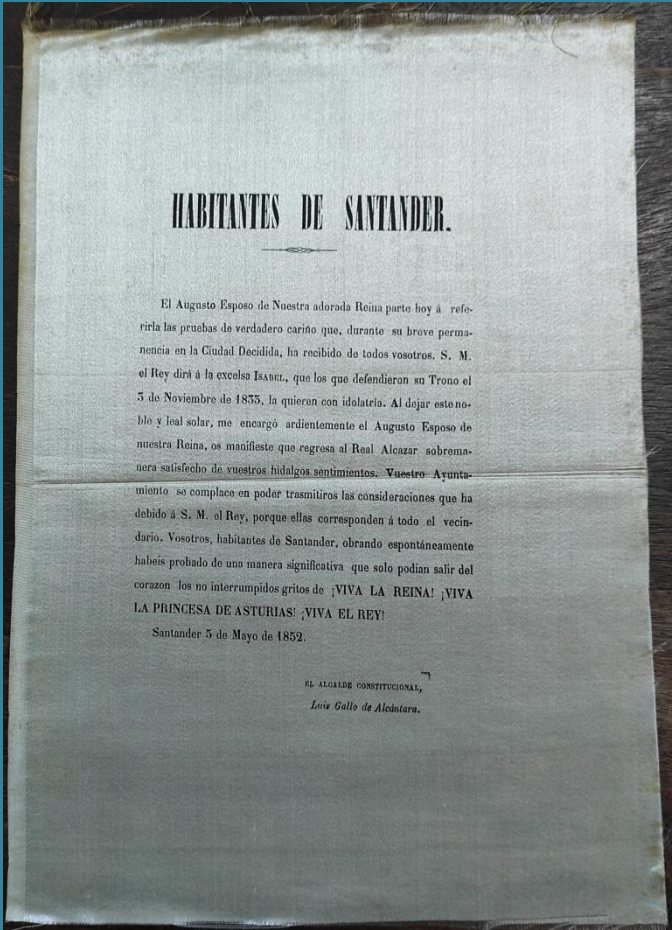 HABITANTES DE SANTANDER.
El Augusto Esposo de Nuestra adorada Reina parte hoy á refe-
rirla las pruebas de verdadero cariño que, durante su breve perma-
nencia en la Ciudad Decidida, ha recibido de todos vosotros. S. M.
el Rey dirá á la excelsa ISABEL, que los que defendieron su Trono el
3 de Noviembre de 1833, la quieren con idolatría. Al dejar este no-
ble y leal solar, me encargó ardientemente el Augusto Esposo de
nuestra Reina, os manifieste que regresa al Real Alcazar sobrema-
nera satisfecho de vuestros hidalgos sentimientos. Vuestro Ayunta-
miento se complace en poder trasmitiros las consideraciones que ha
debido á S. M. el Rey, porque ellas corresponden á todo el vecin-
dario. Vosotros, habitantes de Santander, obrando espontáneamente
habeis probado de una manera significativa que solo podian salir del
corazon los no interrumpidos gritos de ¡VIVA LA REINA! ¡VIVA
LA PRINCESA DE ASTURIAS! ¡VIVA EL REY!
Santander 5 de Mayo de 1852.
EL ALCALDE CONSTITUCIONAL,
Luis Gallo de Alcántara.